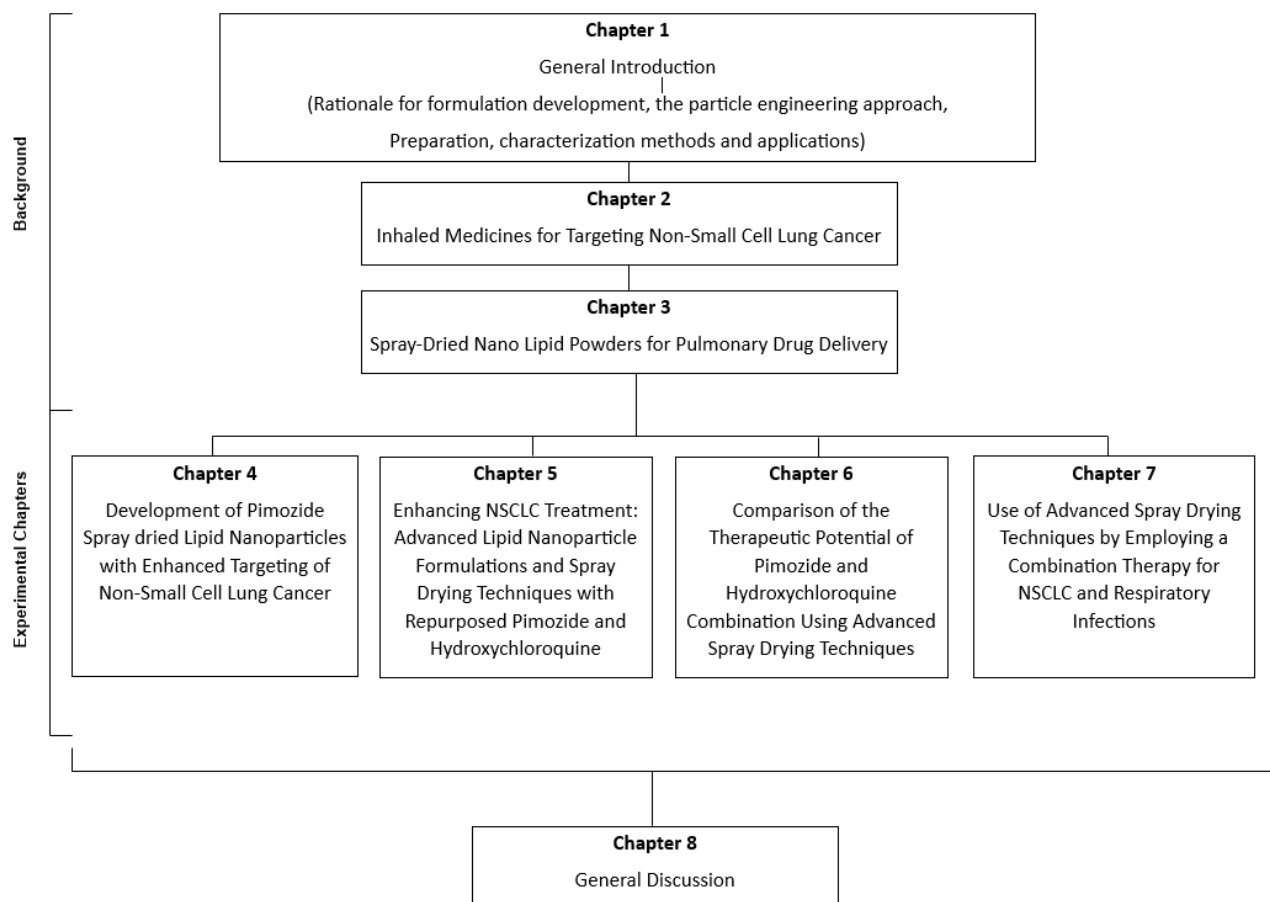 Background
Chapter 1
General Introduction
(Rationale for formulation development, the particle engineering approach,
Preparation, characterization methods and applications)
Chapter 2
Inhaled Medicines for Targeting Non-Small Cell Lung Cancer
Chapter 3
Spray-Dried Nano Lipid Powders for Pulmonary Drug Delivery
Experimental Chapters
Chapter 4
Development of Pimozide
Spray dried Lipid Nanoparticles
with Enhanced Targeting of
Non-Small Cell Lung Cancer
Chapter 5
Enhancing NSCLC Treatment:
Advanced Lipid Nanoparticle
Formulations and Spray
Drying Techniques with
Repurposed Pimozide and
Hydroxychloroquine
Chapter 6
Comparison of the
Therapeutic Potential of
Pimozide and
Hydroxychloroquine
Combination Using Advanced
Spray Drying Techniques
Chapter 7
Use of Advanced Spray Drying
Techniques by Employing a
Combination Therapy for
NSCLC and Respiratory
Infections
Chapter 8
General Discussion